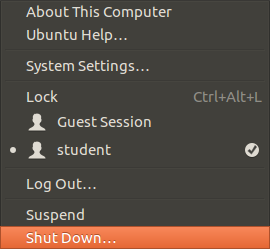 About This Computer
Ubuntu Help…
System Settings…
Lock Ctrl+Alt+L
Guest Session
student
Log Out…
Suspend
Shut Down…